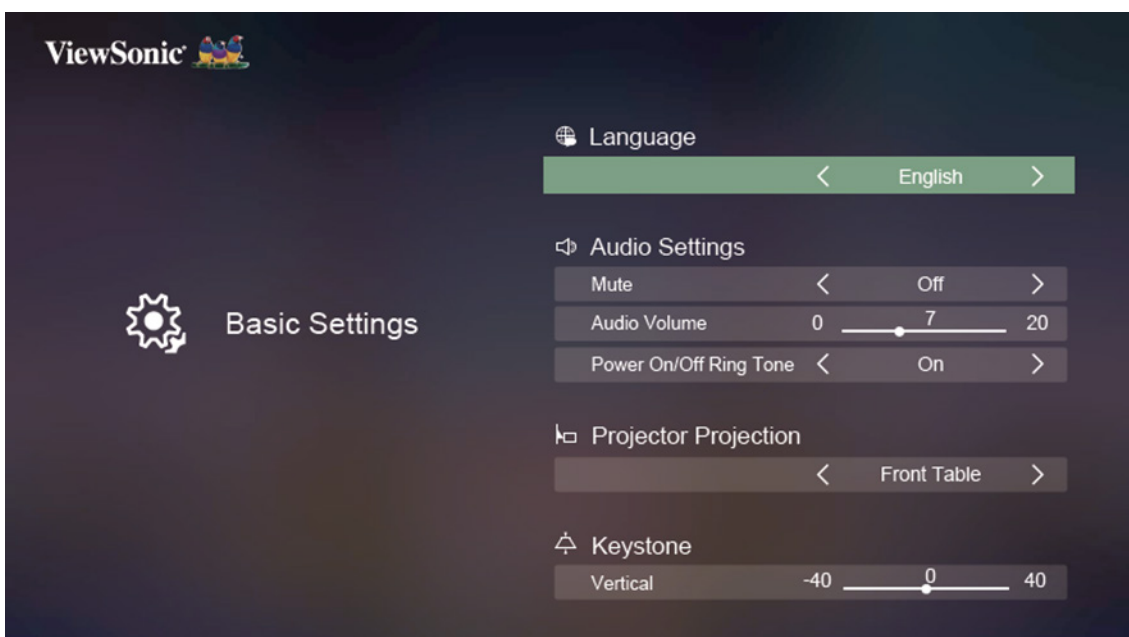 ViewSonic
Language
< English >
Audio Settings
Mute < Off >
Audio Volume 0 7 20
Power On/Off Ring Tone < On >
Basic Settings
Projector Projection
< Front Table >
Keystone
Vertical -40 0 40